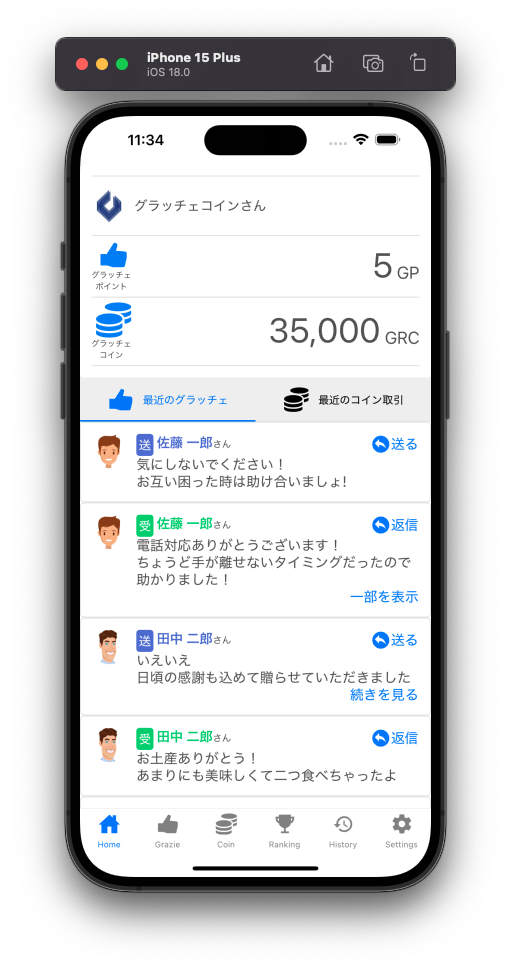 iPhone 15 Plus
iOS 18.0
11:34
グラッチェコインさん
グラッチェ
ポイント
5 GP
グラッチェ
コイン
35,000 GRC
最近のグラッチェ
最近のコイン取引
送 佐藤 一郎さん
送る
気にしないでください！
お互い困った時は助け合いましょ!
受 佐藤 一郎さん
返信
電話対応ありがとうございます！
ちょうど手が離せないタイミングだったので
助かりました！
一部を表示
送 田中 二郎さん
送る
いえいえ
日頃の感謝も込めて贈らせていただきました
続きを見る
受 田中 二郎さん
返信
お土産ありがとう！
あまりにも美味しくて二つ食べちゃったよ
Home
Grazie
Coin
Ranking
History
Settings